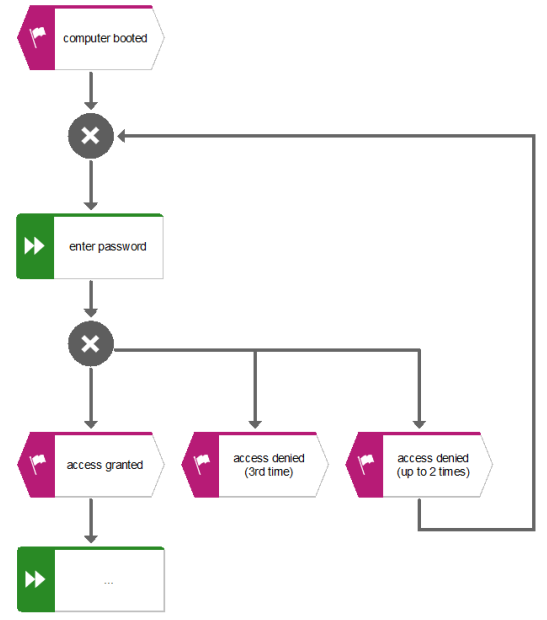 computer booted
enter password
access granted
access denied
(3rd time)
access denied
(up to 2 times)
...